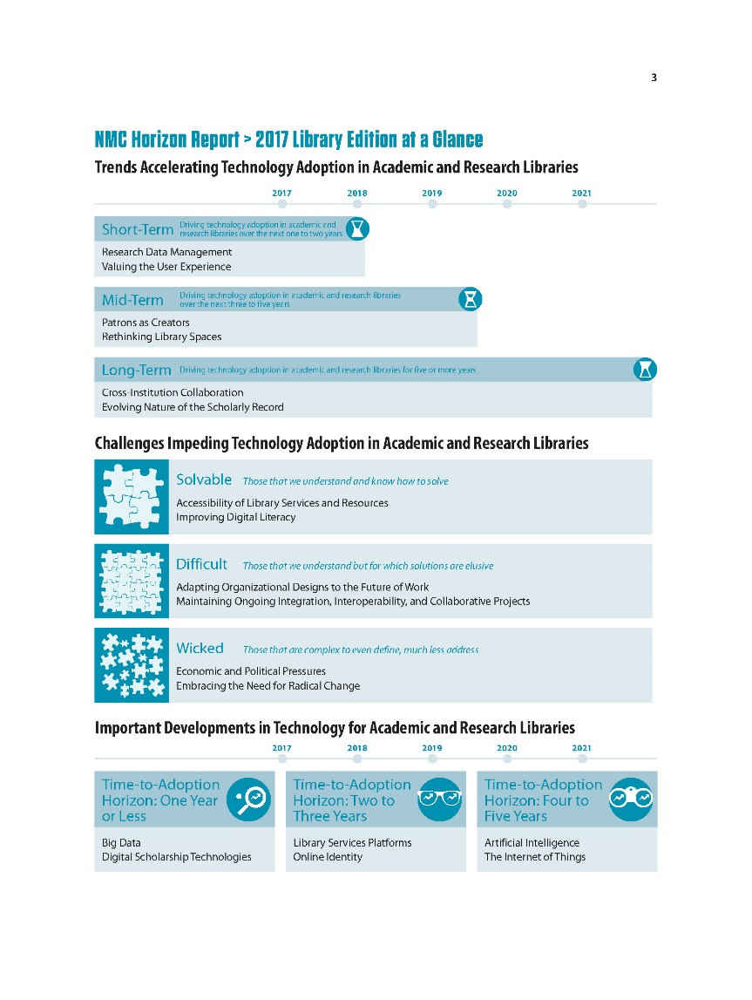 3
NMC Horizon Report > 2017 Library Edition at a Glance
Trends Accelerating Technology Adoption in Academic and Research Libraries
2017 2018 2019 2020 2021
Short-Term Driving technology adoption in academic and
research libraries over the next one to two years
Research Data Management
Valuing the User Experience
Mid-Term Driving technology adoption in academic and research libraries
over the next three to five years
Patrons as Creators
Rethinking Library Spaces
Long-Term Driving technology adoption in academic and research libraries for five or more years
Cross-Institution Collaboration
Evolving Nature of the Scholarly Record
Challenges Impeding Technology Adoption in Academic and Research Libraries
Solvable Those that we understand and know how to solve
Accessibility of Library Services and Resources
Improving Digital Literacy
Difficult Those that we understand but for which solutions are elusive
Adapting Organizational Designs to the Future of Work
Maintaining Ongoing Integration, Interoperability, and Collaborative Projects
Wicked Those that are complex to even define, much less address
Economic and Political Pressures
Embracing the Need for Radical Change
Important Developments in Technology for Academic and Research Libraries
2017 2018 2019 2020 2021
Time-to-Adoption
Horizon: One Year
or Less
Big Data
Digital Scholarship Technologies
Time-to-Adoption
Horizon: Two to
Three Years
Library Services Platforms
Online Identity
Time-to-Adoption
Horizon: Four to
Five Years
Artificial Intelligence
The Internet of Things